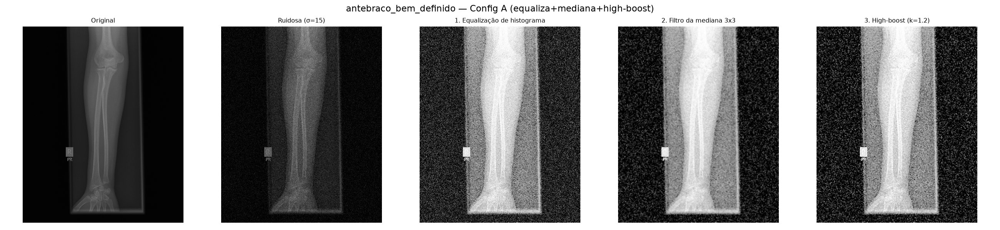 antebraco_bem_definido — Config A (equaliza+mediana+high-boost)
Original
Ruidosa (σ=15)
1. Equalização de histograma
2. Filtro da mediana 3x3
3. High-boost (k=1.2)
R
PR
PR
PR